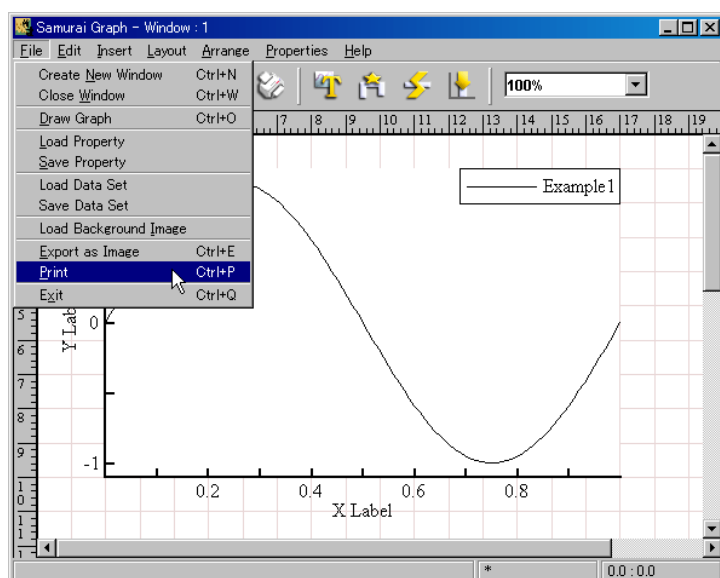 Samurai Graph - Window : 1
File Edit Insert Layout Arrange Properties Help
Create New Window Ctrl+N
Close Window Ctrl+W
Draw Graph Ctrl+O
Load Property
Save Property
Load Data Set
Save Data Set
Load Background Image
Export as Image Ctrl+E
Print Ctrl+P
Exit Ctrl+Q
100%
7 8 9 10 11 12 13 14 15 16 17 18 19
Example1
5
6
7
8
9
10
11
0
-1
0.2 0.4 0.6 0.8
X Label
* 0.0 : 0.0